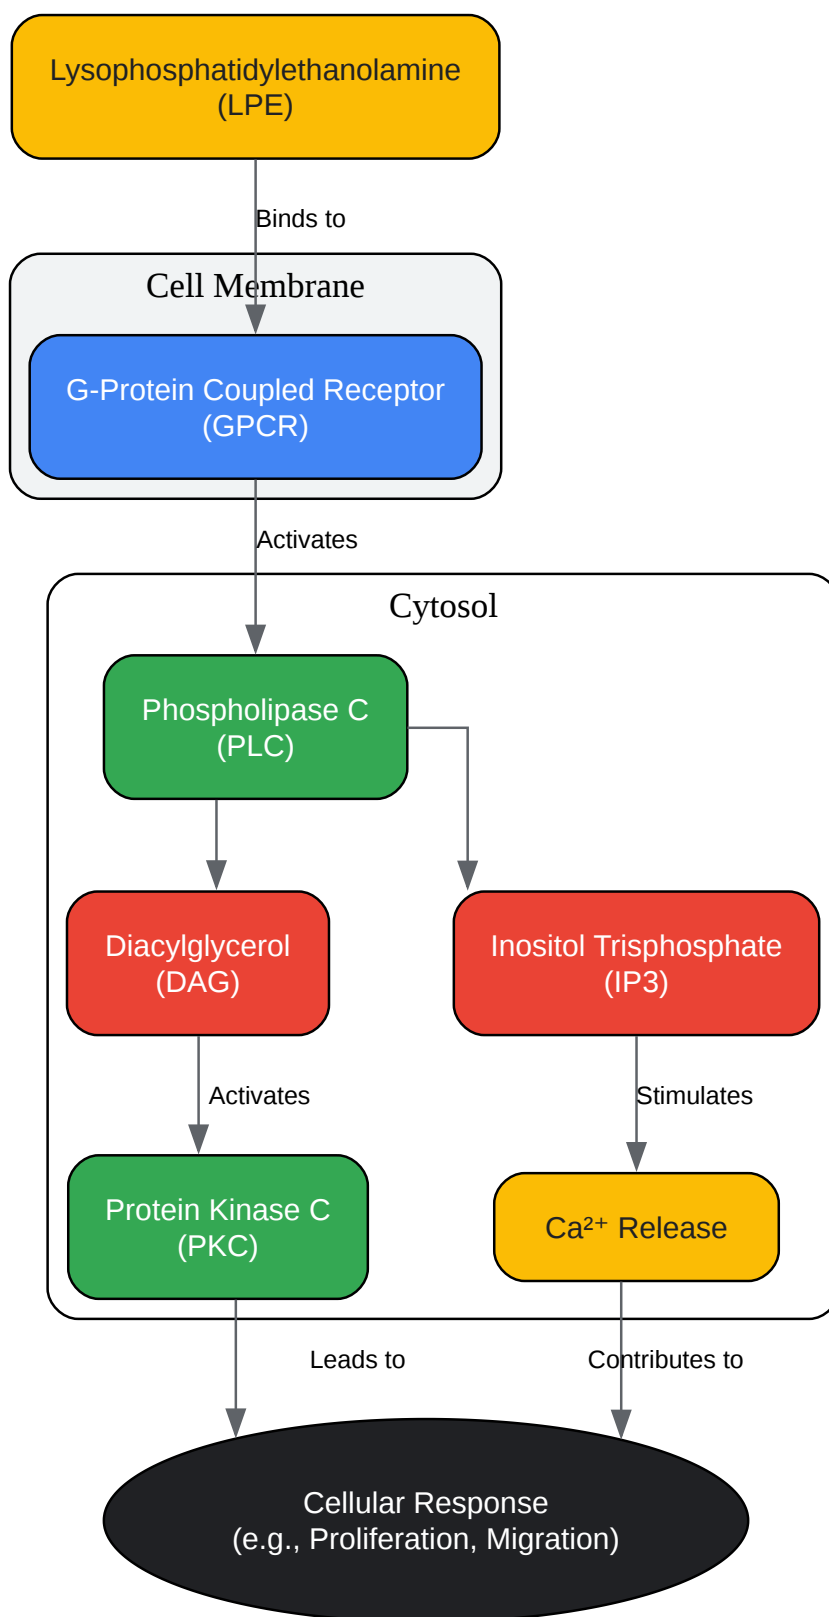 Lysophosphatidylethanolamine
(LPE)
Binds to
Cell Membrane
G-Protein Coupled Receptor
(GPCR)
Activates
Cytosol
Phospholipase C
(PLC)
Diacylglycerol
(DAG)
Inositol Trisphosphate
(IP3)
Activates
Stimulates
Protein Kinase C
(PKC)
Ca²⁺ Release
Leads to
Contributes to
Cellular Response
(e.g., Proliferation, Migration)